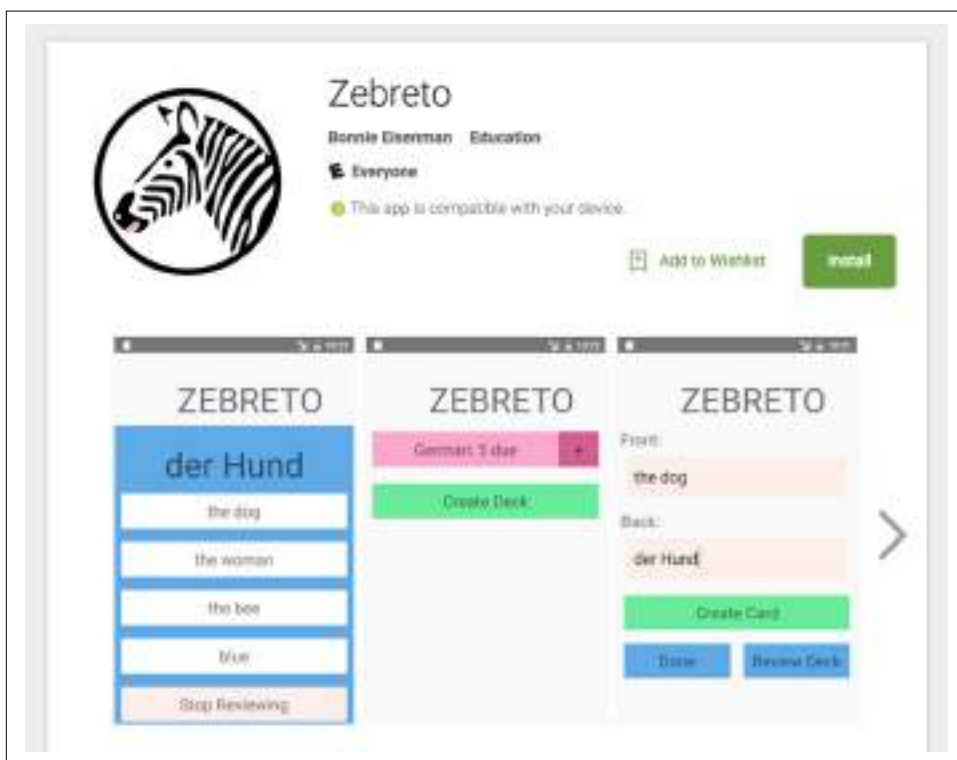 Zebreto
Bonnie Eisenman Education
E Everyone
This app is compatible with your device.
Add to Wishlist Install
ZEBRETO
der Hund
the dog
the woman
the bee
blue
Stop Reviewing
ZEBRETO
German: 5 due +
Create Deck
ZEBRETO
Front:
the dog
Back:
der Hund
Create Card
Done Review Deck